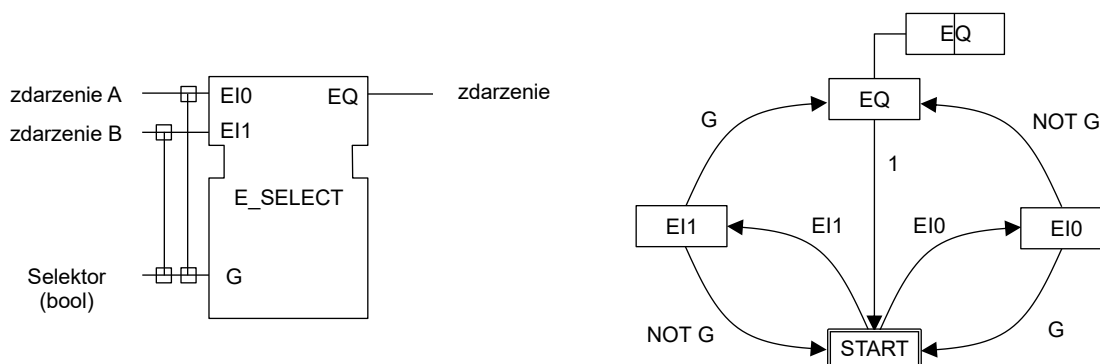 zdarzenie A
EI0
EQ
zdarzenie
zdarzenie B
EI1
E_SELECT
Selektor
(bool)
G
EQ
EQ
G
NOT G
1
EI1
EI1
EI0
EI0
NOT G
G
START